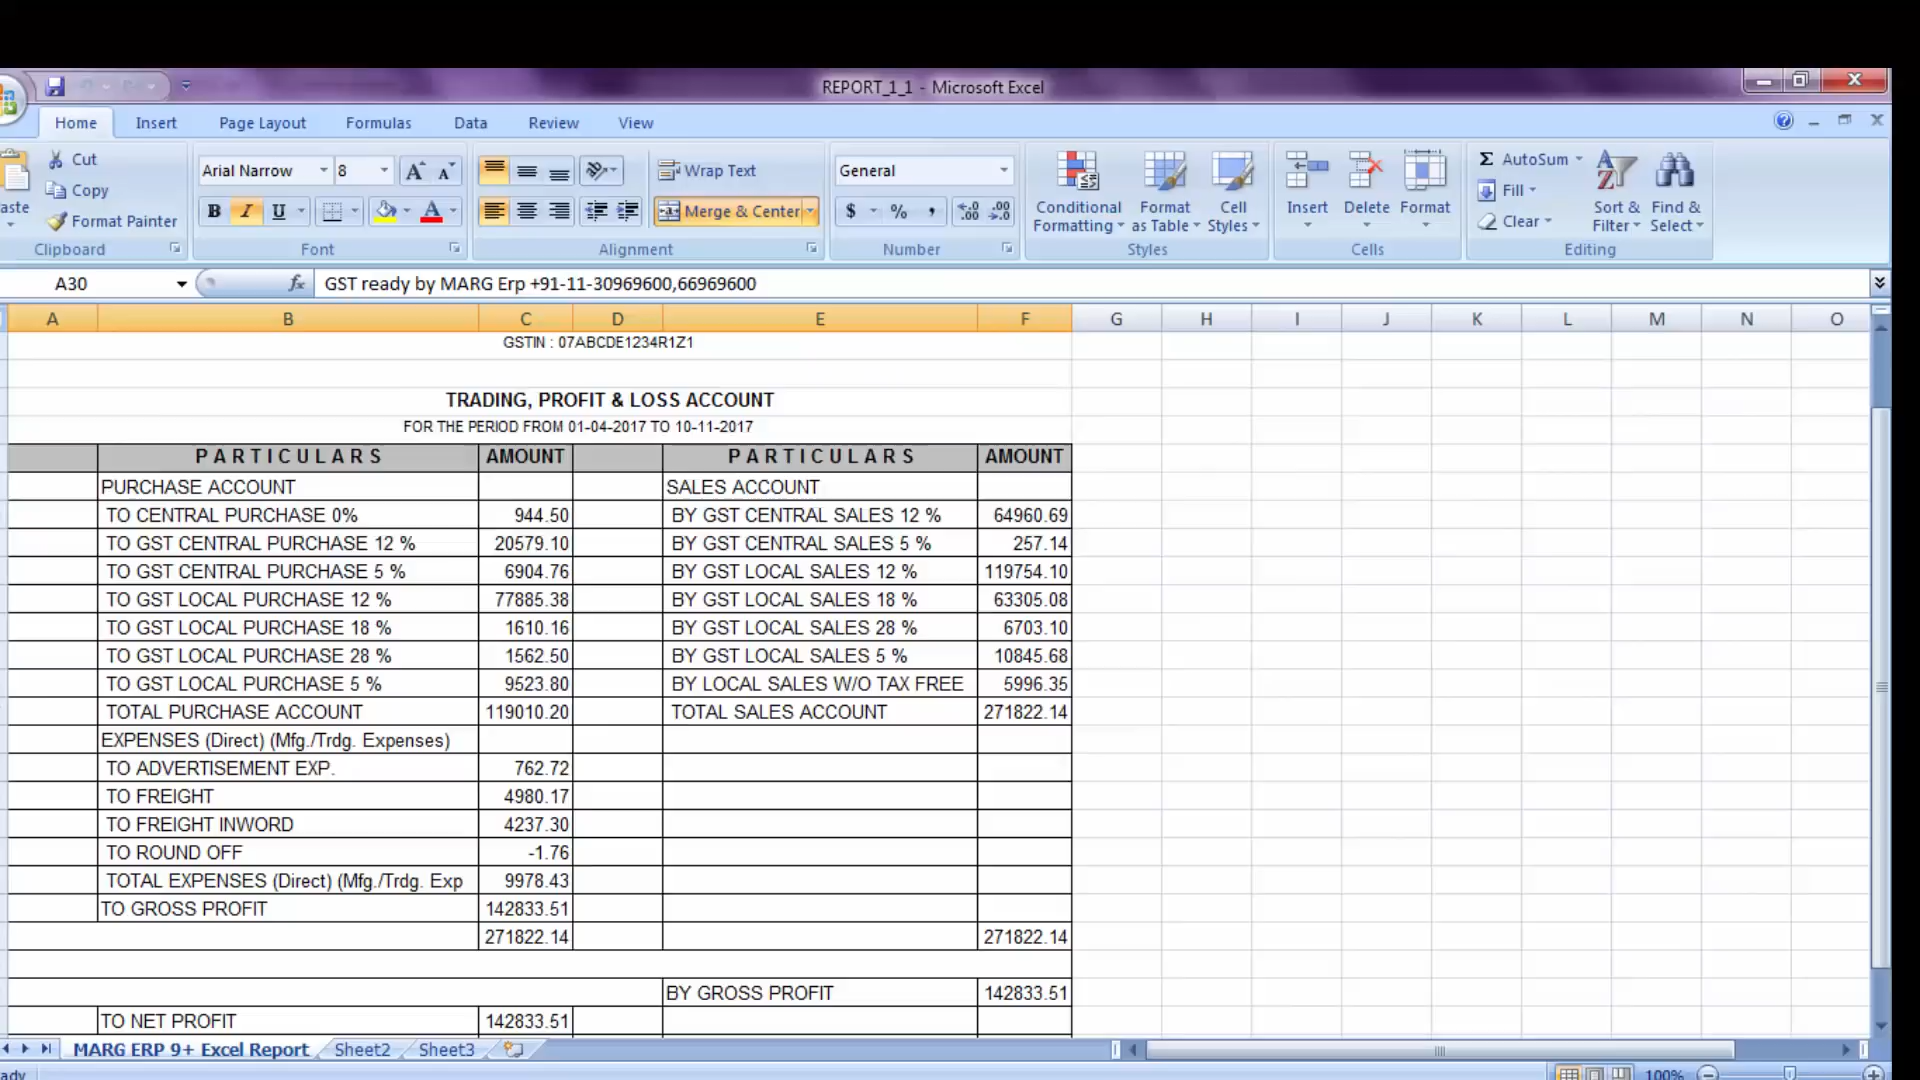 REPORT_1_1 - Microsoft Excel
Home Insert Page Layout Formulas Data Review View
Cut
Copy
Format Painter
Clipboard
Arial Narrow 8
B I U
Font
Wrap Text
Merge & Center
Alignment
General
$ % ,
Number
Conditional Formatting
Format as Table
Cell Styles
Styles
Insert Delete Format
Cells
Σ AutoSum
Fill
Clear
Sort & Filter
Find & Select
Editing
A30 fx GST ready by MARG Erp +91-11-30969600,66969600
A B C D E F G H I J K L M N O
GSTIN : 07ABCDE1234R1Z1
TRADING, PROFIT & LOSS ACCOUNT
FOR THE PERIOD FROM 01-04-2017 TO 10-11-2017
PARTICULARS AMOUNT PARTICULARS AMOUNT
PURCHASE ACCOUNT SALES ACCOUNT
TO CENTRAL PURCHASE 0% 944.50 BY GST CENTRAL SALES 12 % 64960.69
TO GST CENTRAL PURCHASE 12 % 20579.10 BY GST CENTRAL SALES 5 % 257.14
TO GST CENTRAL PURCHASE 5 % 6904.76 BY GST LOCAL SALES 12 % 119754.10
TO GST LOCAL PURCHASE 12 % 77885.38 BY GST LOCAL SALES 18 % 63305.08
TO GST LOCAL PURCHASE 18 % 1610.16 BY GST LOCAL SALES 28 % 6703.10
TO GST LOCAL PURCHASE 28 % 1562.50 BY GST LOCAL SALES 5 % 10845.68
TO GST LOCAL PURCHASE 5 % 9523.80 BY LOCAL SALES W/O TAX FREE 5996.35
TOTAL PURCHASE ACCOUNT 119010.20 TOTAL SALES ACCOUNT 271822.14
EXPENSES (Direct) (Mfg./Trdg. Expenses)
TO ADVERTISEMENT EXP. 762.72
TO FREIGHT 4980.17
TO FREIGHT INWORD 4237.30
TO ROUND OFF -1.76
TOTAL EXPENSES (Direct) (Mfg./Trdg. Exp 9978.43
TO GROSS PROFIT 142833.51
271822.14 271822.14
BY GROSS PROFIT 142833.51
TO NET PROFIT 142833.51
MARG ERP 9+ Excel Report Sheet2 Sheet3
100%